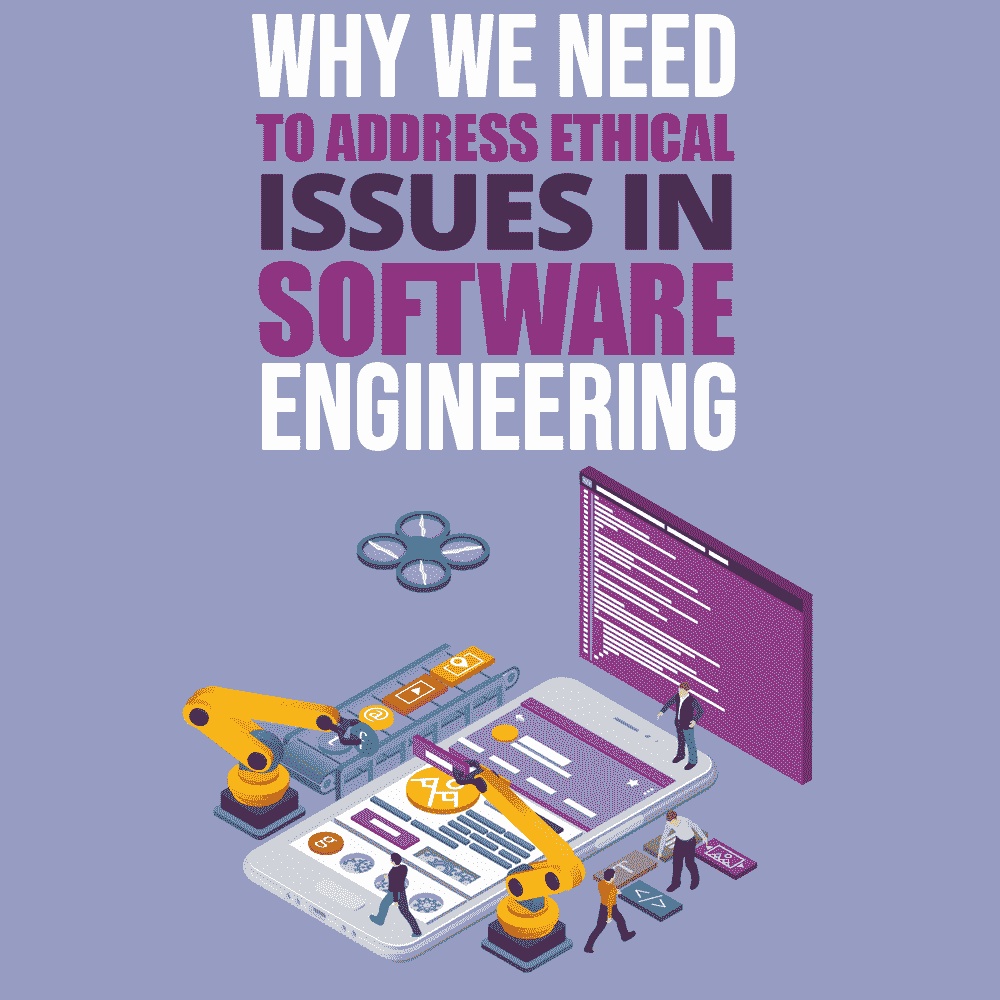 WHY WE NEED
TO ADDRESS ETHICAL
ISSUES IN
SOFTWARE
ENGINEERING
@
g
T
</>